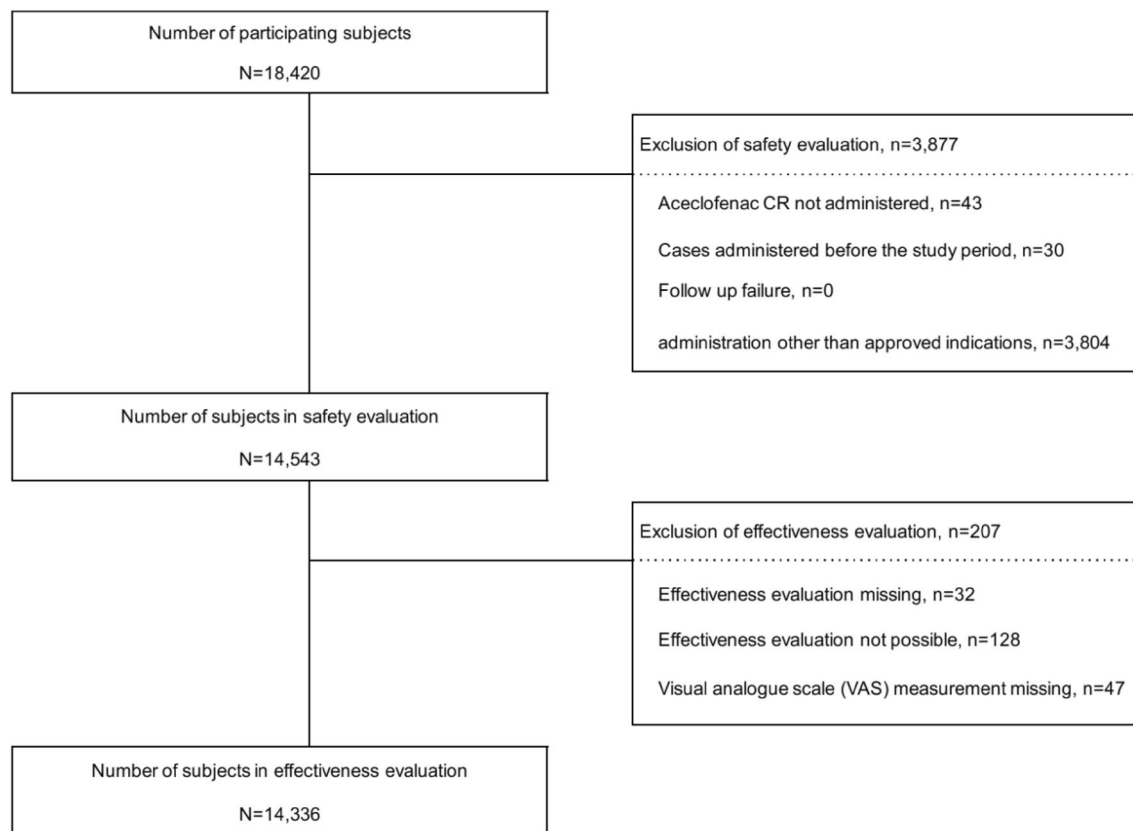 Number of participating subjects
N=18,420
Exclusion of safety evaluation, n=3,877
Aceclofenac CR not administered, n=43
Cases administered before the study period, n=30
Follow up failure, n=0
administration other than approved indications, n=3,804
Number of subjects in safety evaluation
N=14,543
Exclusion of effectiveness evaluation, n=207
Effectiveness evaluation missing, n=32
Effectiveness evaluation not possible, n=128
Visual analogue scale (VAS) measurement missing, n=47
Number of subjects in effectiveness evaluation
N=14,336